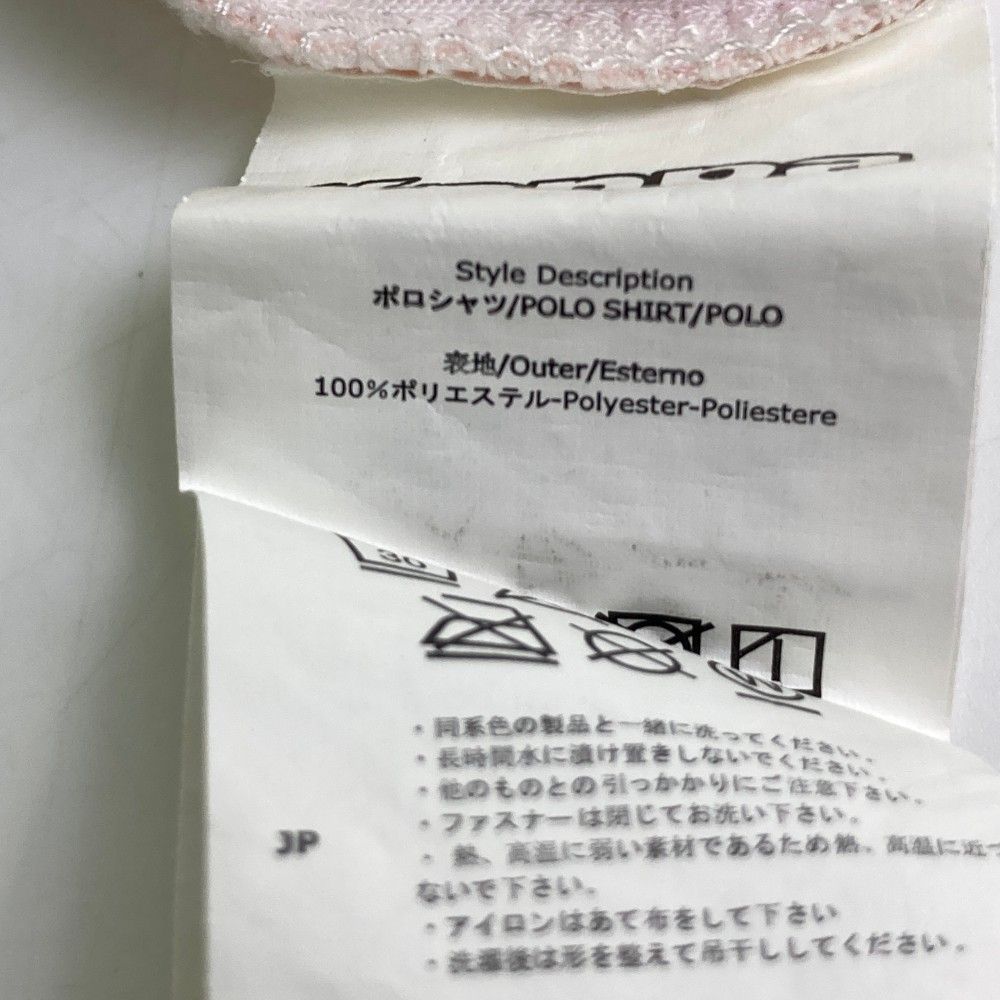 Style Description
ポロシャツ/POLO SHIRT/POLO
表地/Outer/Esterno
100%ポリエステル-Polyester-Poliestere
30
・同系色の製品と一緒に洗ってください。
・長時間水に漬け置きしないでください。
・他のものとの引っかかりにご注意下さい。
・ファスナーは閉じてお洗い下さい。
JP
・熱、高温に弱い素材であるため熱、高温に近づ
ないで下さい。
・アイロンはあて布をして下さい
・洗濯後は形を整えて吊干ししてください。